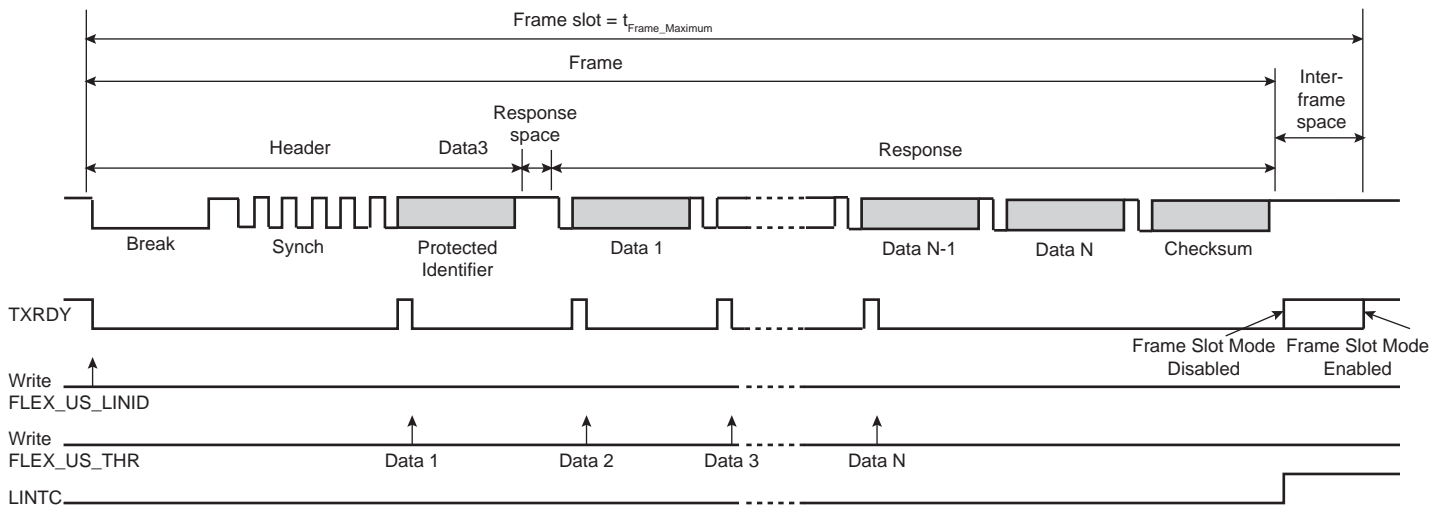 Frame slot = tFrame_Maximum
Frame
Inter-
frame
space
Response
space
Header
Data3
Response
Break
Synch
Protected
Identifier
Data 1
Data N-1
Data N
Checksum
TXRDY
Frame Slot Mode
Disabled
Frame Slot Mode
Enabled
Write
FLEX_US_LINID
Write
FLEX_US_THR
Data 1
Data 2
Data 3
Data N
LINTC